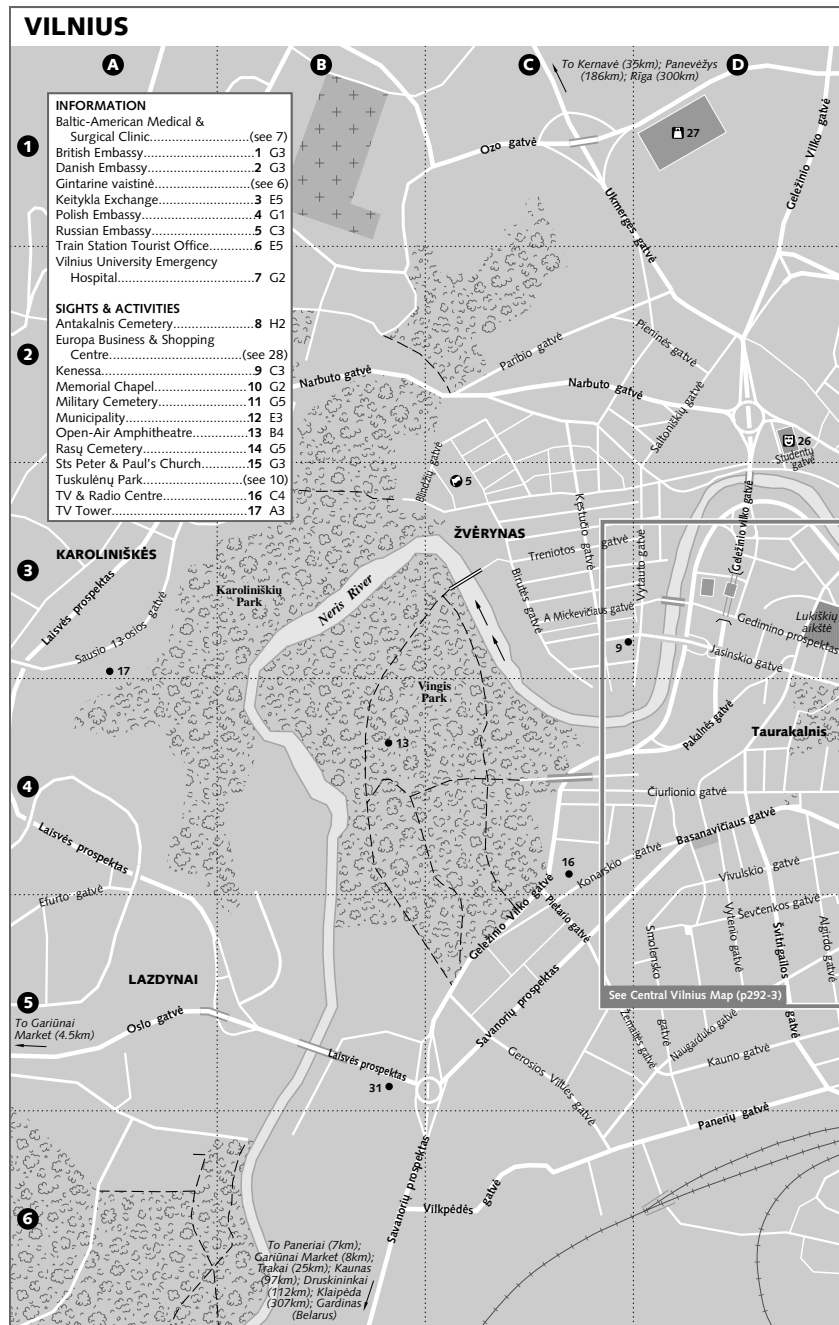 VILNIUS
A
B
C
D
To Kernavė (35km); Panevėžys
(186km); Rīga (300km)
INFORMATION
Baltic-American Medical &
Surgical Clinic.....................(see 7)
British Embassy....................1 G3
Danish Embassy...................2 G3
Gintarine vaistinė..................(see 6)
Keitykla Exchange................3 E5
Polish Embassy....................4 G1
Russian Embassy..................5 C3
Train Station Tourist Office.......6 E5
Vilnius University Emergency
Hospital............................7 G2
SIGHTS & ACTIVITIES
Antakalnis Cemetery..............8 H2
Europa Business & Shopping
Centre............................(see 28)
Kenessa.............................9 C3
Memorial Chapel.................10 G2
Military Cemetery................11 G5
Municipality.......................12 E3
Open-Air Amphitheatre..........13 B4
Rasų Cemetery...................14 G5
Sts Peter & Paul's Church.......15 G3
Tuskulėnų Park...................(see 10)
TV & Radio Centre...............16 C4
TV Tower..........................17 A3
1
2
3
4
5
6
Ozo gatvė
27
Geležinio Vilko gatvė
Ukmergės gatvė
Paribio gatvė
Pieninės gatvė
Narbuto gatvė
Narbuto gatvė
Saltoniškių gatvė
26
Studentų
gatvė
Blindžių gatvė
5
ŽVĖRYNAS
Kęstučio gatvė
Treniotos gatvė
Birutės gatvė
Vytauto gatvė
A Mickevičiaus gatvė
Geležinio vilko gatvė
KAROLINIŠKĖS
Karoliniškių
Park
Neris River
Laisvės prospektas
Sausio 13-osios gatvė
17
9
Lukiškių
aikštė
Gedimino prospektas
Jasinskio gatvė
Vingis
Park
13
Pakalnės gatvė
Taurakalnis
Čiurlionio gatvė
Basanavičiaus gatvė
Laisvės prospektas
16
Konarskio gatvė
Vivulskio gatvė
Efurto gatvė
Geležinio Vilko gatvė
Pietario gatvė
Ševčenkos gatvė
Smolensko gatvė
Vytenio gatvė
Švitrigailos gatvė
Algirdo gatvė
LAZDYNAI
See Central Vilnius Map (p292-3)
To Gariūnai
Market (4.5km)
Oslo gatvė
Savanorių prospektas
Žemaitės gatvė
Naugarduko gatvė
Kauno gatvė
Laisvės prospektas
31
Gerosios Vilties gatvė
Panerių gatvė
Savanorių prospektas
Vilkpėdės gatvė
To Paneriai (7km);
Gariūnai Market (8km);
Trakai (25km); Kaunas
(97km); Druskininkai
(112km); Klaipėda
(307km); Gardinas
(Belarus)